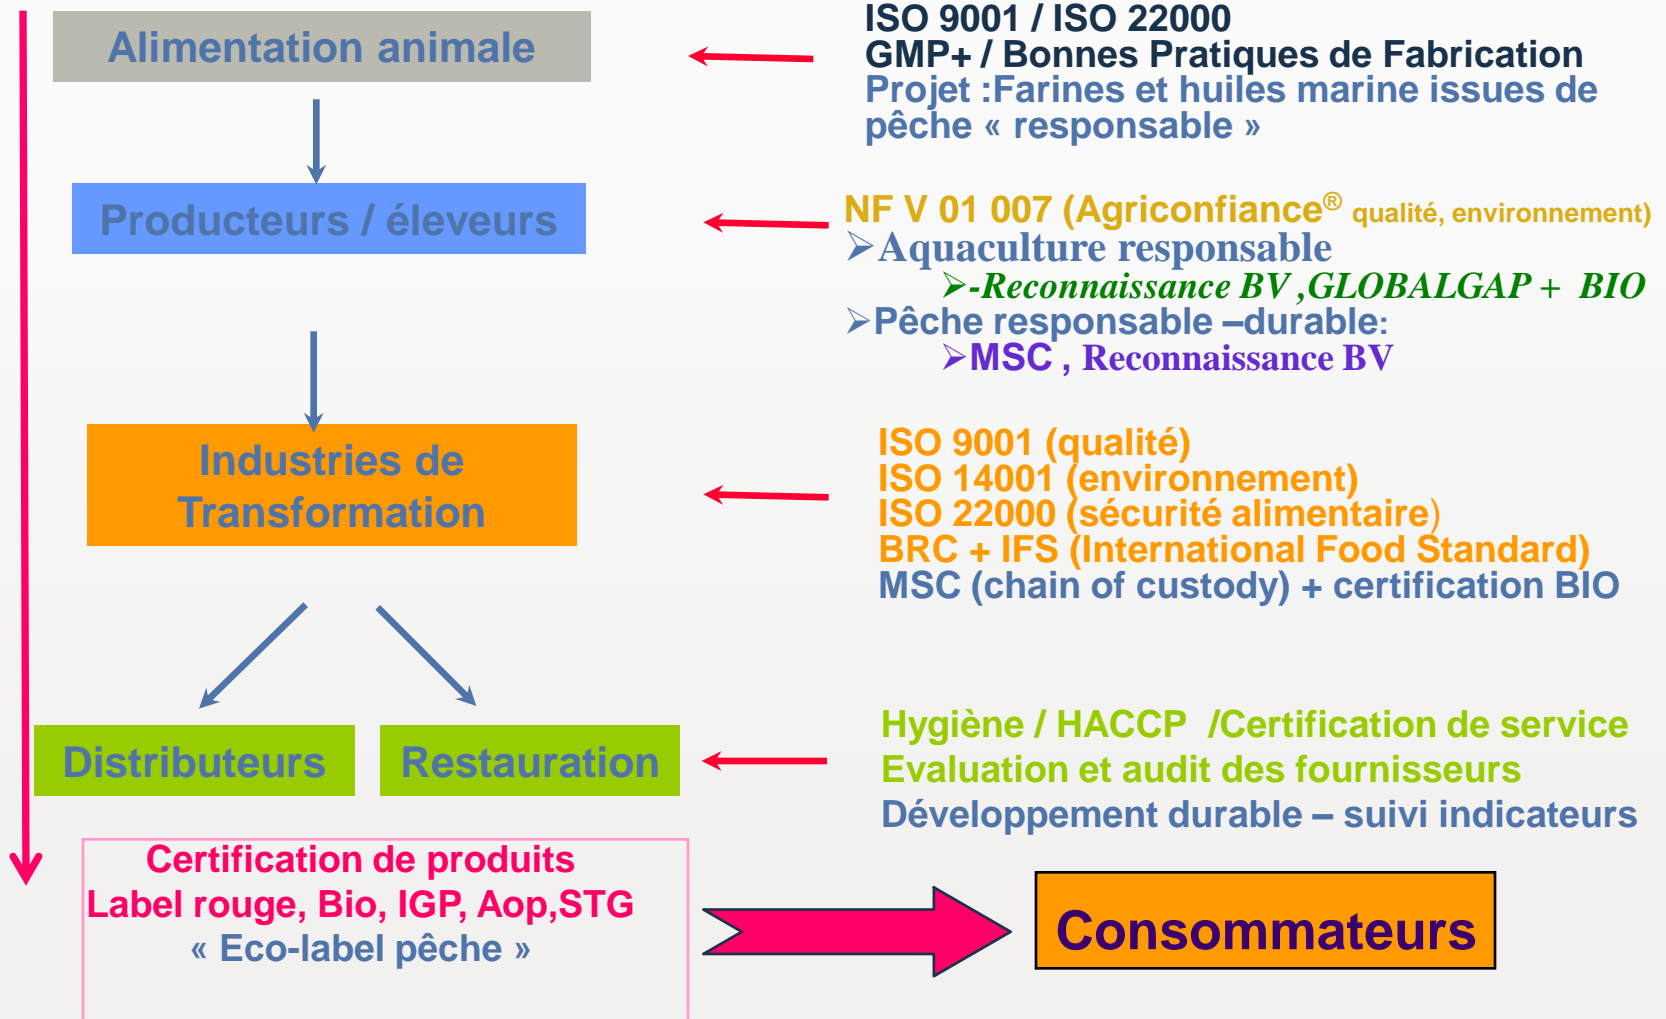 Alimentation animale
ISO 9001 / ISO 22000
GMP+ / Bonnes Pratiques de Fabrication
Projet :Farines et huiles marine issues de
pêche « responsable »
Producteurs / éleveurs
NF V 01 007 (Agriconfiance® qualité, environnement)
➢Aquaculture responsable
➢-Reconnaissance BV ,GLOBALGAP + BIO
➢Pêche responsable –durable:
➢MSC , Reconnaissance BV
Industries de
Transformation
ISO 9001 (qualité)
ISO 14001 (environnement)
ISO 22000 (sécurité alimentaire)
BRC + IFS (International Food Standard)
MSC (chain of custody) + certification BIO
Distributeurs
Restauration
Hygiène / HACCP /Certification de service
Evaluation et audit des fournisseurs
Développement durable – suivi indicateurs
Certification de produits
Label rouge, Bio, IGP, Aop,STG
« Eco-label pêche »
Consommateurs